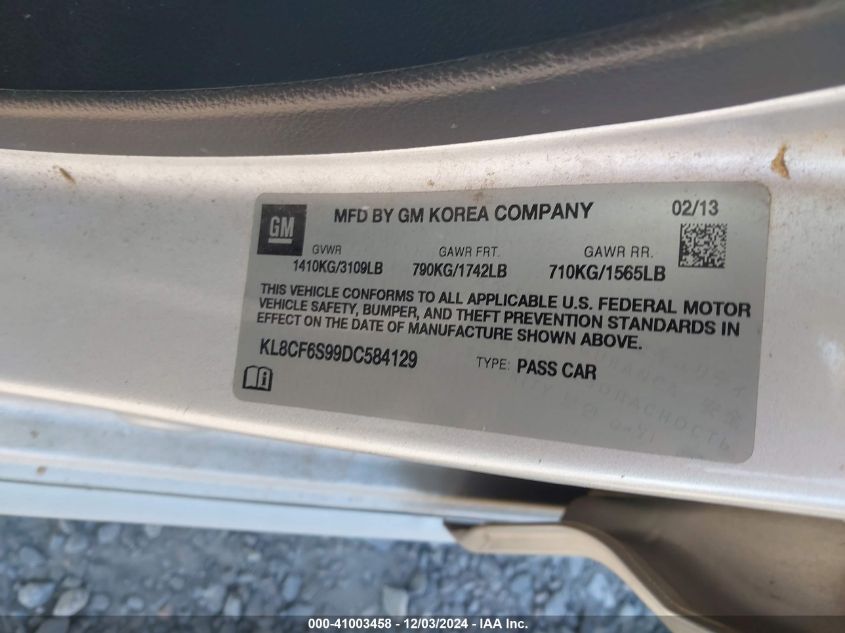 GM
MFD BY GM KOREA COMPANY
02/13
GVWR
GAWR FRT.
GAWR RR.
1410KG/3109LB
790KG/1742LB
710KG/1565LB
THIS VEHICLE CONFORMS TO ALL APPLICABLE U.S. FEDERAL MOTOR
VEHICLE SAFETY, BUMPER, AND THEFT PREVENTION STANDARDS IN
EFFECT ON THE DATE OF MANUFACTURE SHOWN ABOVE.
KL8CF6S99DC584129
TYPE: PASS CAR
000-41003458 - 12/03/2024 - IAA Inc.